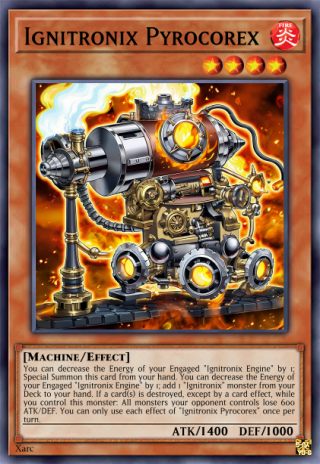 IGNITRONIX PYROCOREX
FIRE
炎
[MACHINE/EFFECT]
You can decrease the Energy of your Engaged "Ignitronix Engine" by 1;
Special Summon this card from your hand. You can decrease the Energy of
your Engaged "Ignitronix Engine" by 1; add 1 "Ignitronix" monster from your
Deck to your hand. If a card(s) is destroyed, except by a card effect, while
you control this monster: All monsters your opponent controls lose 600
ATK/DEF. You can only use each effect of "Ignitronix Pyrocorex" once per
turn.
ATK/1400 DEF/1000
Xarc